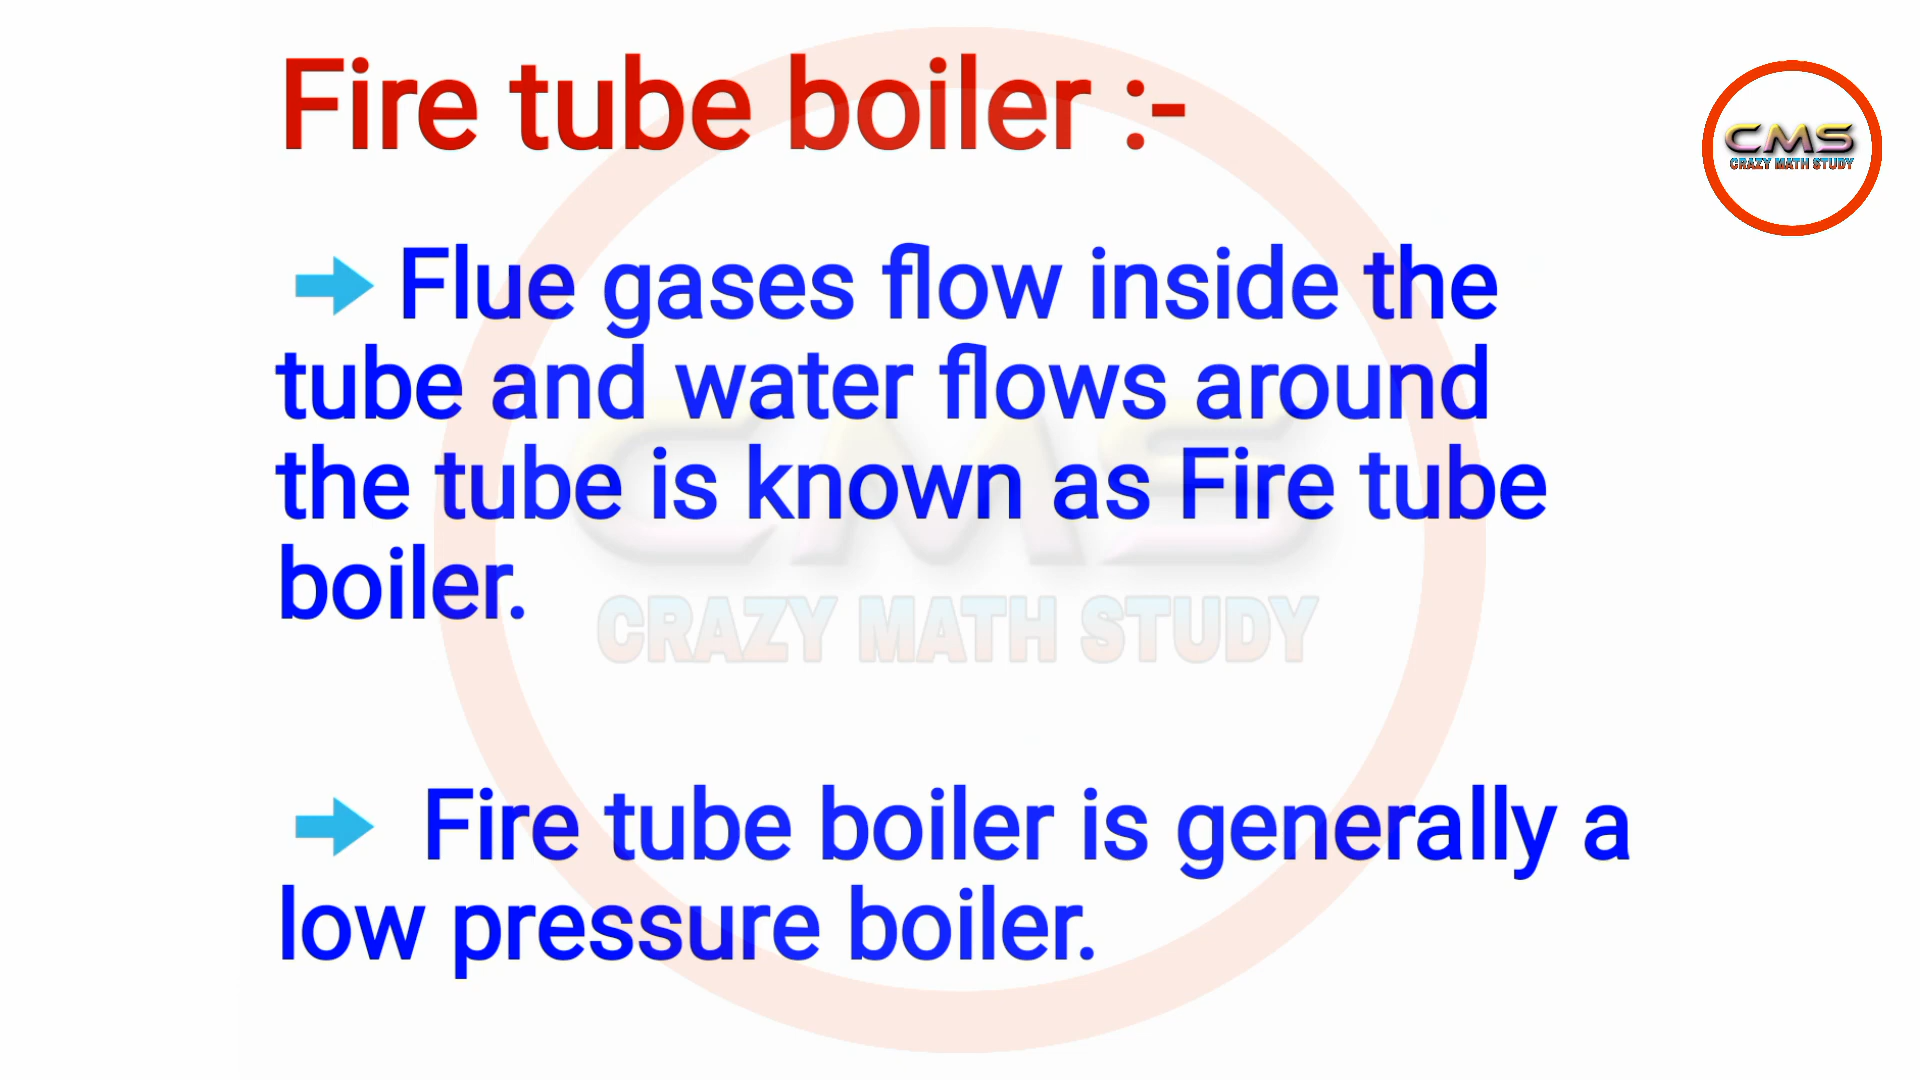 Fire tube boiler :-
CMS
CRAZY MATH STUDY
Flue gases flow inside the
tube and water flows around
the tube is known as Fire tube
boiler.
CMS
CRAZY MATH STUDY
Fire tube boiler is generally a
low pressure boiler.